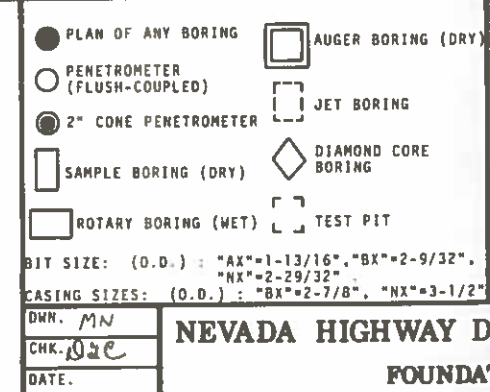 PLAN OF ANY BORING
PENETROMETER
(FLUSH-COUPLED)
2" CONE PENETROMETER
SAMPLE BORING (DRY)
ROTARY BORING (WET)
AUGER BORING (DRY)
JET BORING
DIAMOND CORE
BORING
TEST PIT
BIT SIZE: (O.D.) : "AX"=1-13/16", "BX"=2-9/32",
"NX"=2-29/32"
CASING SIZES: (O.D.) : "BX"=2-7/8", "NX"=3-1/2"
DWN. MN
CHK.
DATE.
NEVADA HIGHWAY D
FOUNDA